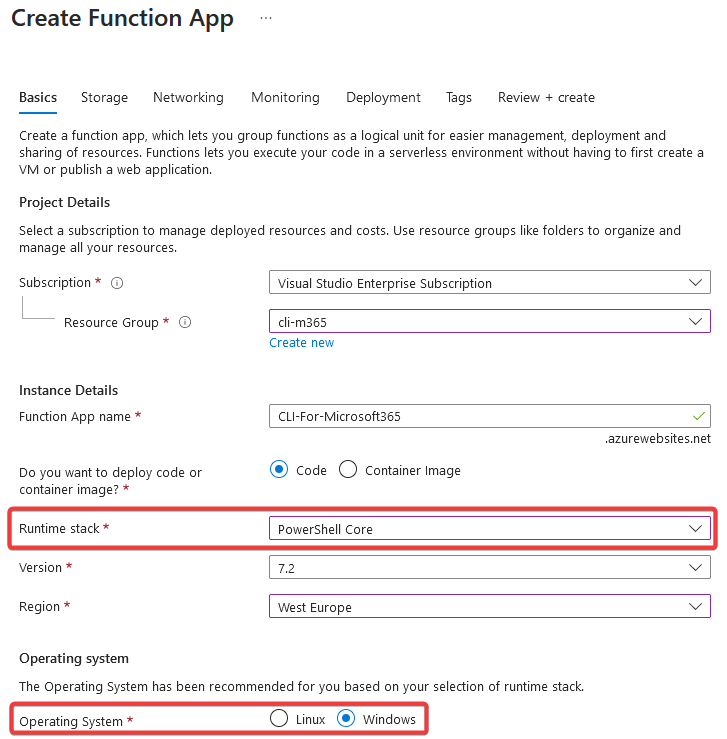 Create Function App ...
Basics Storage Networking Monitoring Deployment Tags Review + create
Create a function app, which lets you group functions as a logical unit for easier management, deployment and
sharing of resources. Functions lets you execute your code in a serverless environment without having to first create a
VM or publish a web application.
Project Details
Select a subscription to manage deployed resources and costs. Use resource groups like folders to organize and
manage all your resources.
Subscription * Visual Studio Enterprise Subscription
Resource Group * cli-m365
Create new
Instance Details
Function App name * CLI-For-Microsoft365
.azurewebsites.net
Do you want to deploy code or
container image? * Code Container Image
Runtime stack * PowerShell Core
Version * 7.2
Region * West Europe
Operating system
The Operating System has been recommended for you based on your selection of runtime stack.
Operating System * Linux Windows